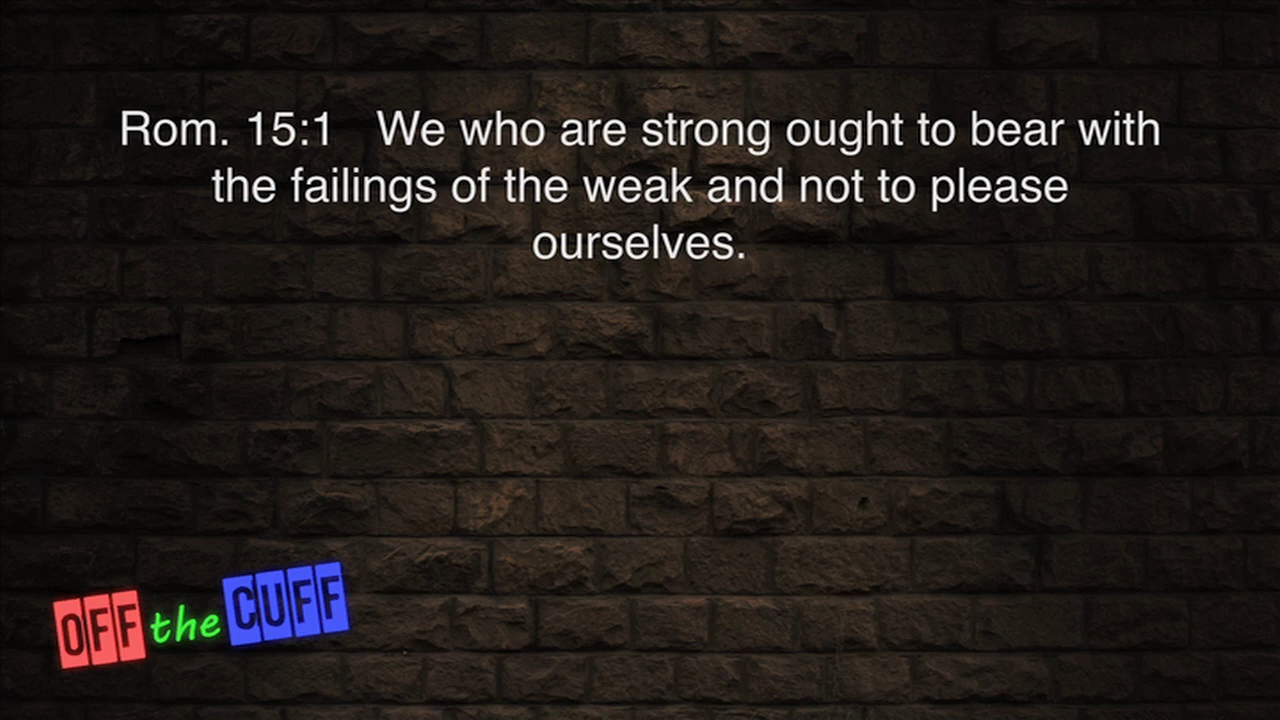 Rom. 15:1 We who are strong ought to bear with
the failings of the weak and not to please
ourselves.
OFF the CUFF